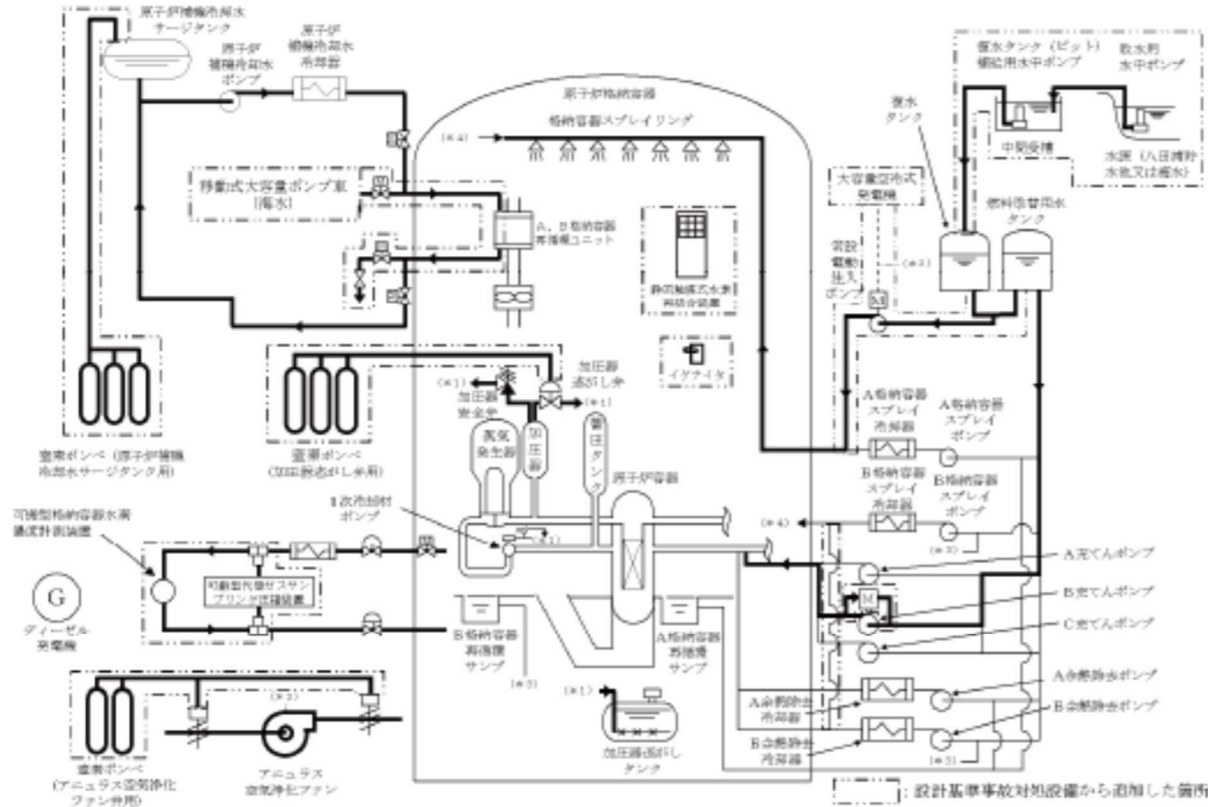 原子炉補機冷却水
サージタンク
原子炉
補機冷却水
冷却器
原子炉
補機冷却水
ポンプ
原子炉格納容器
格納容器スプレイリング
(*4)
復水タンク(ピット)
補給用水中ポンプ
取水用
水中ポンプ
復水
タンク
中間受槽
水源(八田浦貯
水池又は海水)
移動式大容量ポンプ車
(海水)
大容量空冷式
発電機
燃料取替用水
タンク
A、B格納容器
再循環ユニット
常設
電動注入
ポンプ
(*2)
M
静的触媒式水素
再結合装置
イグナイタ
(*1)
加圧器
安全弁
加圧器
逃がし弁
(*1)
A格納容器
スプレイ
冷却器
A格納容器
スプレイ
ポンプ
窒素ボンベ(原子炉補機
冷却水サージタンク用)
窒素ボンベ
(加圧器逃がし弁用)
蒸気
発生器
加圧器
蓄圧タンク
原子炉容器
B格納容器
スプレイ
冷却器
B格納容器
スプレイ
ポンプ
1次冷却材
ポンプ
(*1)
(*4)
(*3)
可搬型格納容器水素
濃度計測装置
可搬型代替ガスサン
プリング圧縮装置
A充てんポンプ
M
B充てんポンプ
C充てんポンプ
G
ディーゼル
発電機
B格納容器
再循環
サンプ
A格納容器
再循環
サンプ
(*3)
(*1)
A余熱除去ポンプ
A余熱除去
冷却器
B余熱除去ポンプ
B余熱除去
冷却器
(*3)
(*2)
窒素ボンベ
(アニュラス空気浄化
ファン弁用)
アニュラス
空気浄化ファン
加圧器逃がし
タンク
:設計基準事故対処設備から追加した箇所